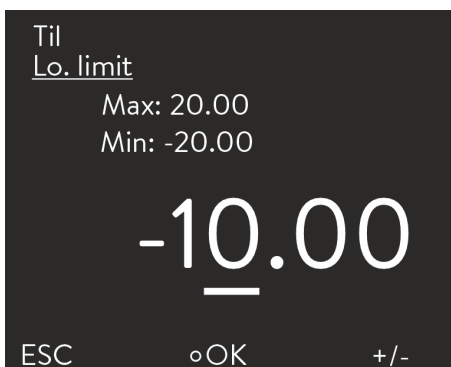 Til
Lo. limit
Max: 20.00
Min: -20.00
-10.00
ESC OK +/-